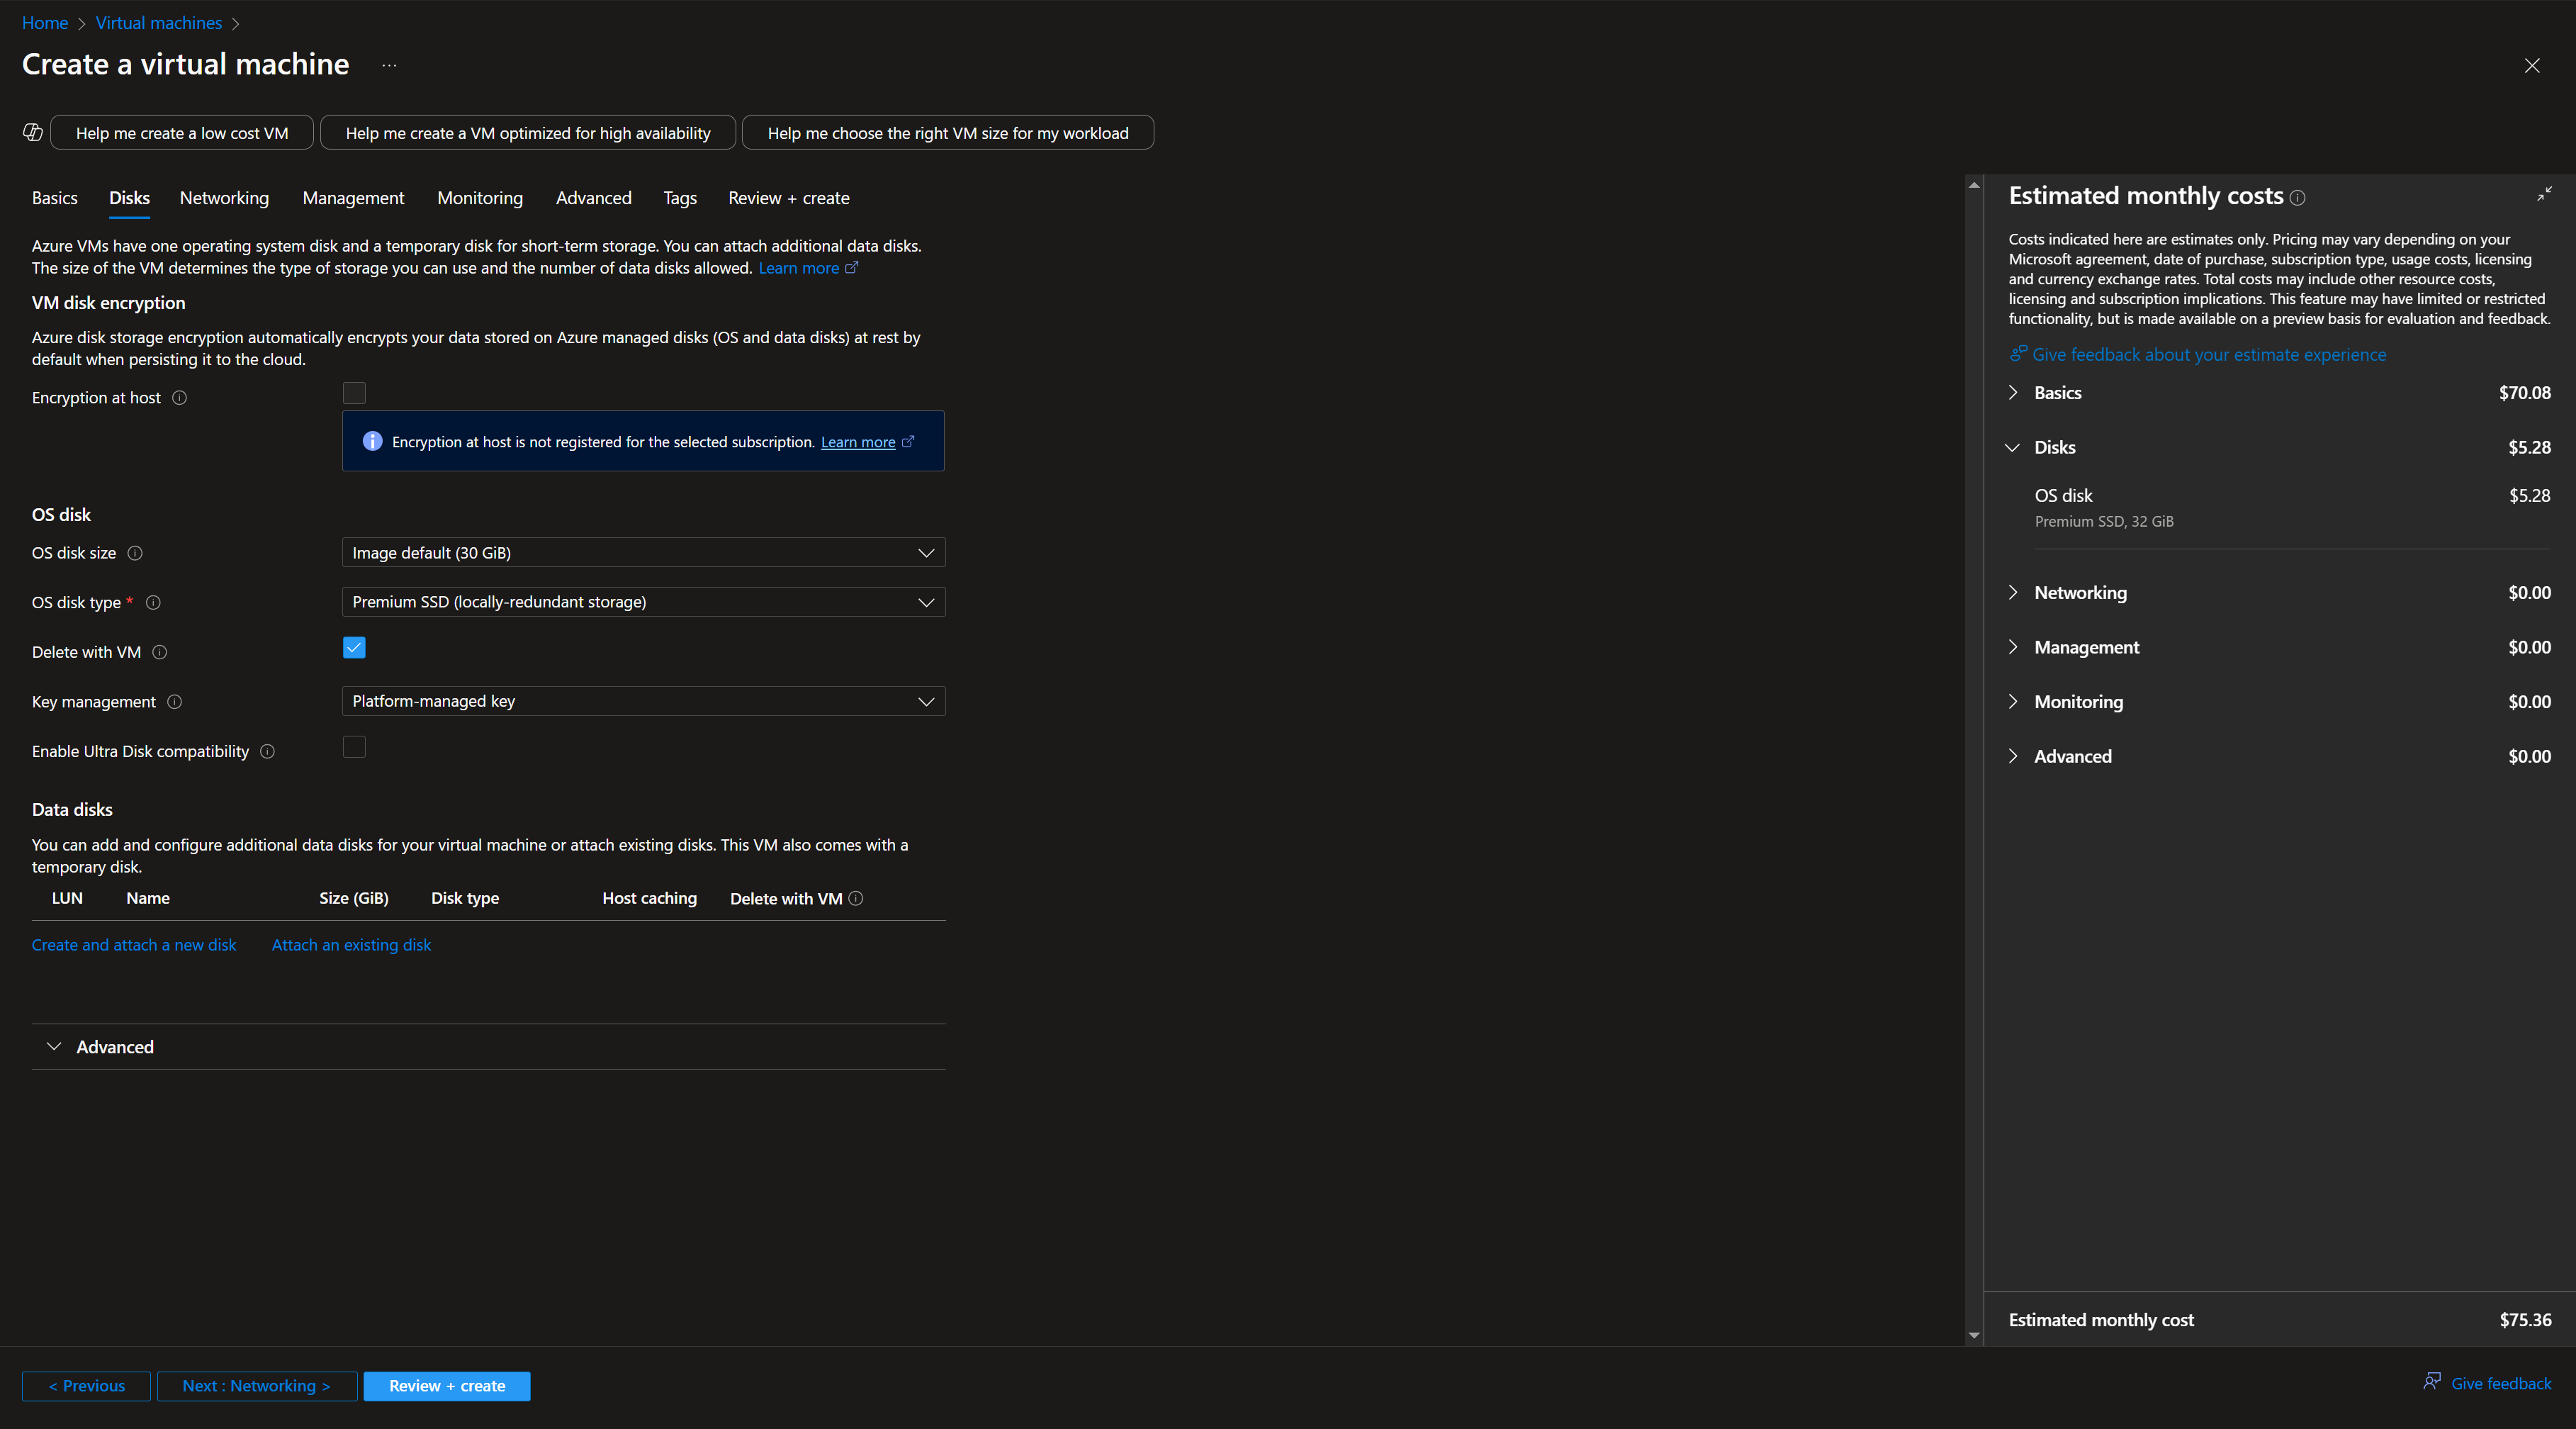 Home > Virtual machines >
Create a virtual machine ...
Help me create a low cost VM
Help me create a VM optimized for high availability
Help me choose the right VM size for my workload
Basics Disks Networking Management Monitoring Advanced Tags Review + create
Azure VMs have one operating system disk and a temporary disk for short-term storage. You can attach additional data disks.
The size of the VM determines the type of storage you can use and the number of data disks allowed. Learn more
VM disk encryption
Azure disk storage encryption automatically encrypts your data stored on Azure managed disks (OS and data disks) at rest by
default when persisting it to the cloud.
Encryption at host
Encryption at host is not registered for the selected subscription. Learn more
OS disk
OS disk size
Image default (30 GiB)
OS disk type *
Premium SSD (locally-redundant storage)
Delete with VM
Key management
Platform-managed key
Enable Ultra Disk compatibility
Data disks
You can add and configure additional data disks for your virtual machine or attach existing disks. This VM also comes with a
temporary disk.
LUN Name Size (GiB) Disk type Host caching Delete with VM
Create and attach a new disk Attach an existing disk
Advanced
Estimated monthly costs
Costs indicated here are estimates only. Pricing may vary depending on your
Microsoft agreement, date of purchase, subscription type, usage costs, licensing
and currency exchange rates. Total costs may include other resource costs,
licensing and subscription implications. This feature may have limited or restricted
functionality, but is made available on a preview basis for evaluation and feedback.
Give feedback about your estimate experience
Basics $70.08
Disks $5.28
OS disk $5.28
Premium SSD, 32 GiB
Networking $0.00
Management $0.00
Monitoring $0.00
Advanced $0.00
Estimated monthly cost $75.36
< Previous
Next : Networking >
Review + create
Give feedback